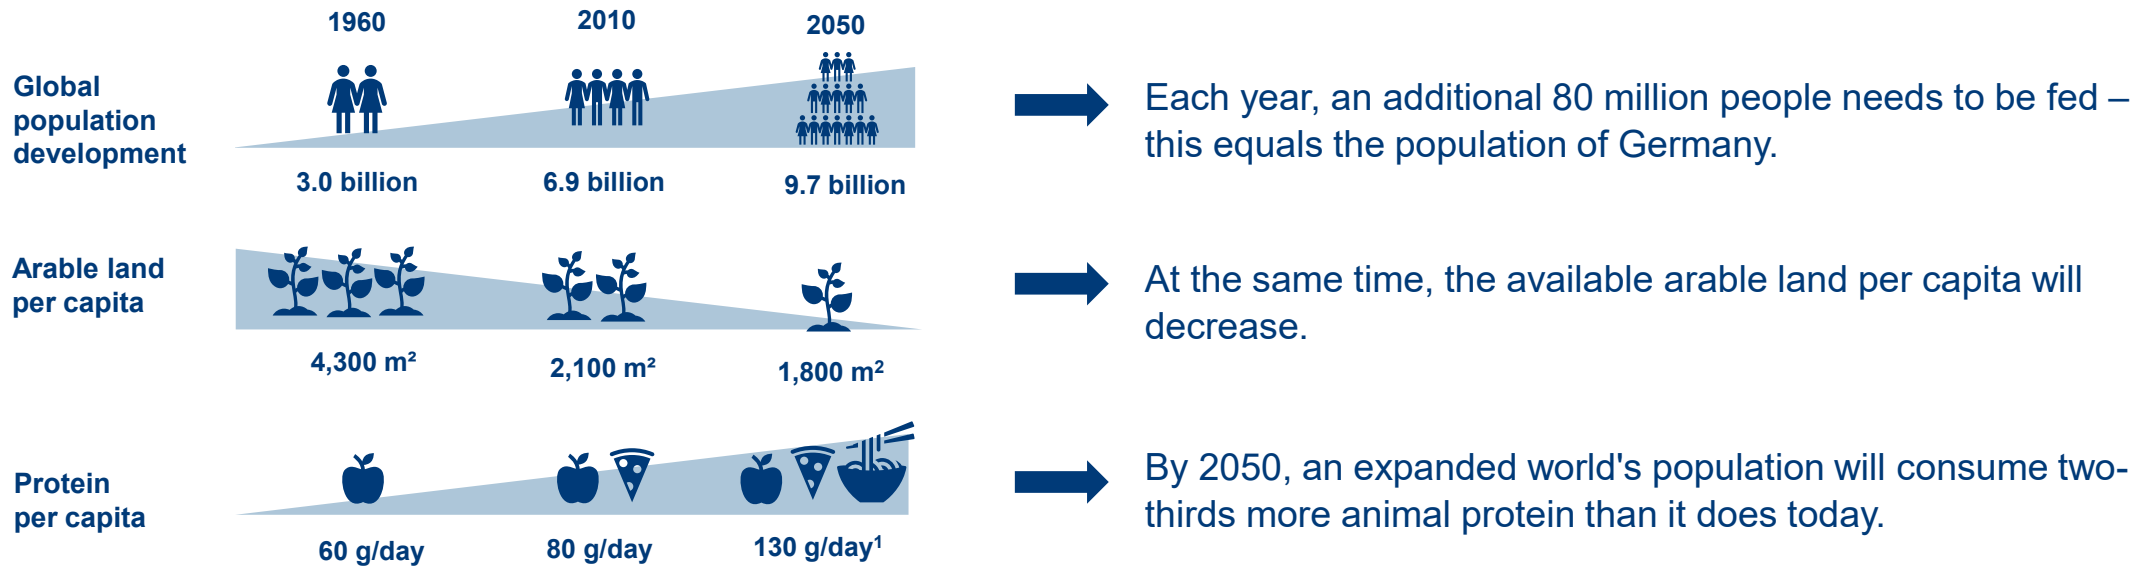 1960
2010
2050
Global
population
development
3.0 billion
6.9 billion
9.7 billion
Each year, an additional 80 million people needs to be fed –
this equals the population of Germany.
Arable land
per capita
4,300 m²
2,100 m²
1,800 m²
At the same time, the available arable land per capita will
decrease.
Protein
per capita
60 g/day
80 g/day
130 g/day¹
By 2050, an expanded world's population will consume two-
thirds more animal protein than it does today.